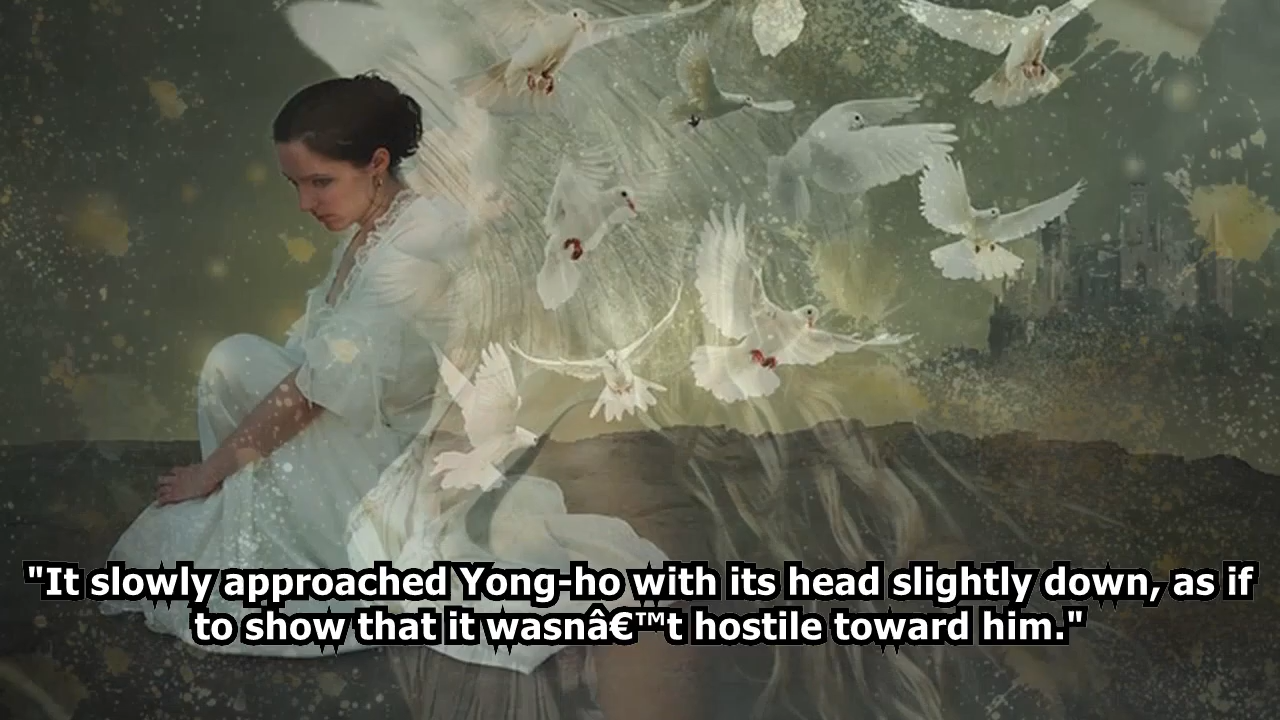 "It slowly approached Yong-ho with its head slightly down, as if
to show that it wasnâ€™t hostile toward him."